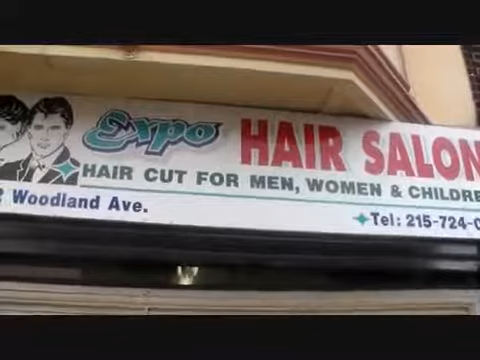 Expo HAIR SALON
HAIR CUT FOR MEN, WOMEN & CHILDRE
Woodland Ave.
Tel: 215-724-